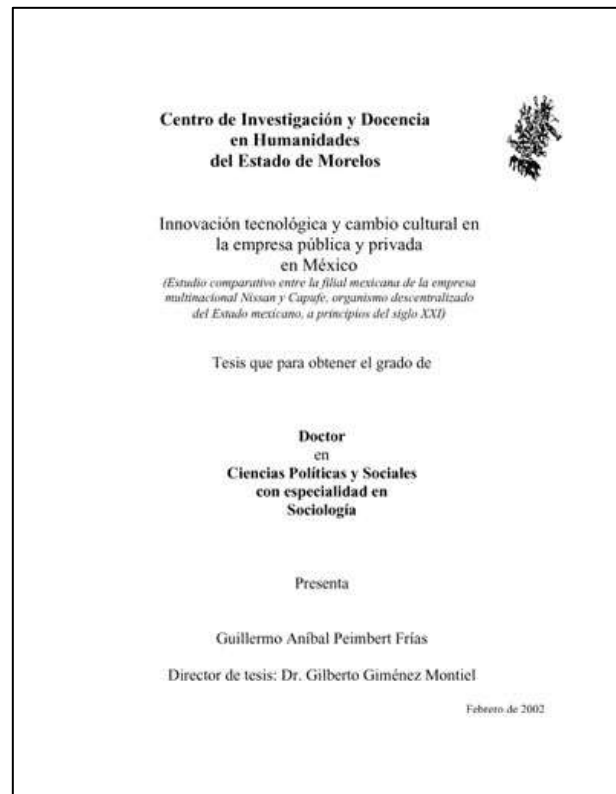 Centro de Investigación y Docencia
en Humanidades
del Estado de Morelos
Innovación tecnológica y cambio cultural en
la empresa pública y privada
en México
(Estudio comparativo entre la filial mexicana de la empresa
multinacional Nissan y Capufe, organismo descentralizado
del Estado mexicano, a principios del siglo XXI)
Tesis que para obtener el grado de
Doctor
en
Ciencias Políticas y Sociales
con especialidad en
Sociología
Presenta
Guillermo Aníbal Peimbert Frías
Director de tesis: Dr. Gilberto Giménez Montiel
Febrero de 2002